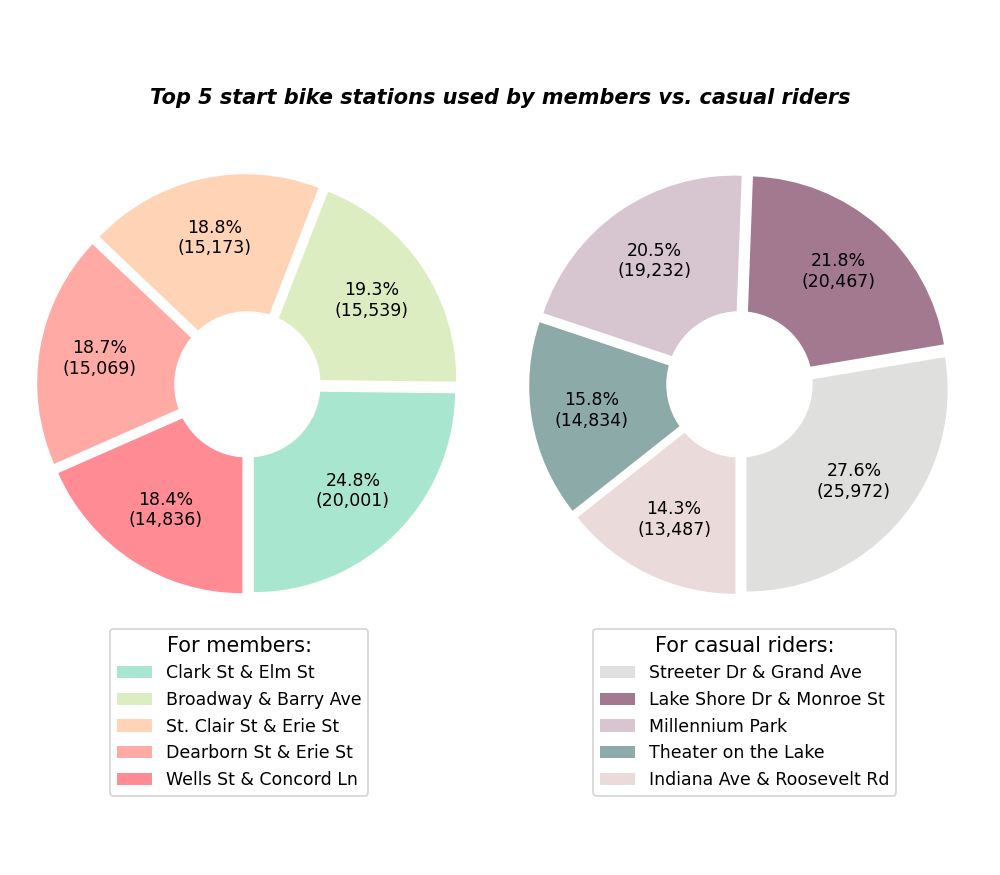 Top 5 start bike stations used by members vs. casual riders
18.8%
(15,173)
19.3%
(15,539)
18.7%
(15,069)
24.8%
(20,001)
18.4%
(14,836)
20.5%
(19,232)
21.8%
(20,467)
15.8%
(14,834)
27.6%
(25,972)
14.3%
(13,487)
For members:
Clark St & Elm St
Broadway & Barry Ave
St. Clair St & Erie St
Dearborn St & Erie St
Wells St & Concord Ln
For casual riders:
Streeter Dr & Grand Ave
Lake Shore Dr & Monroe St
Millennium Park
Theater on the Lake
Indiana Ave & Roosevelt Rd